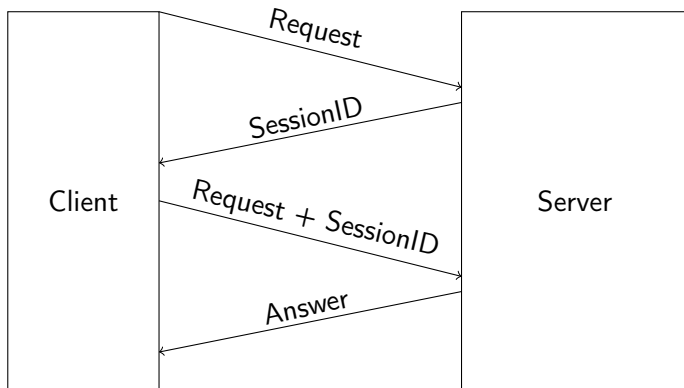 Request
SessionID
Client
Server
Request + SessionID
Answer